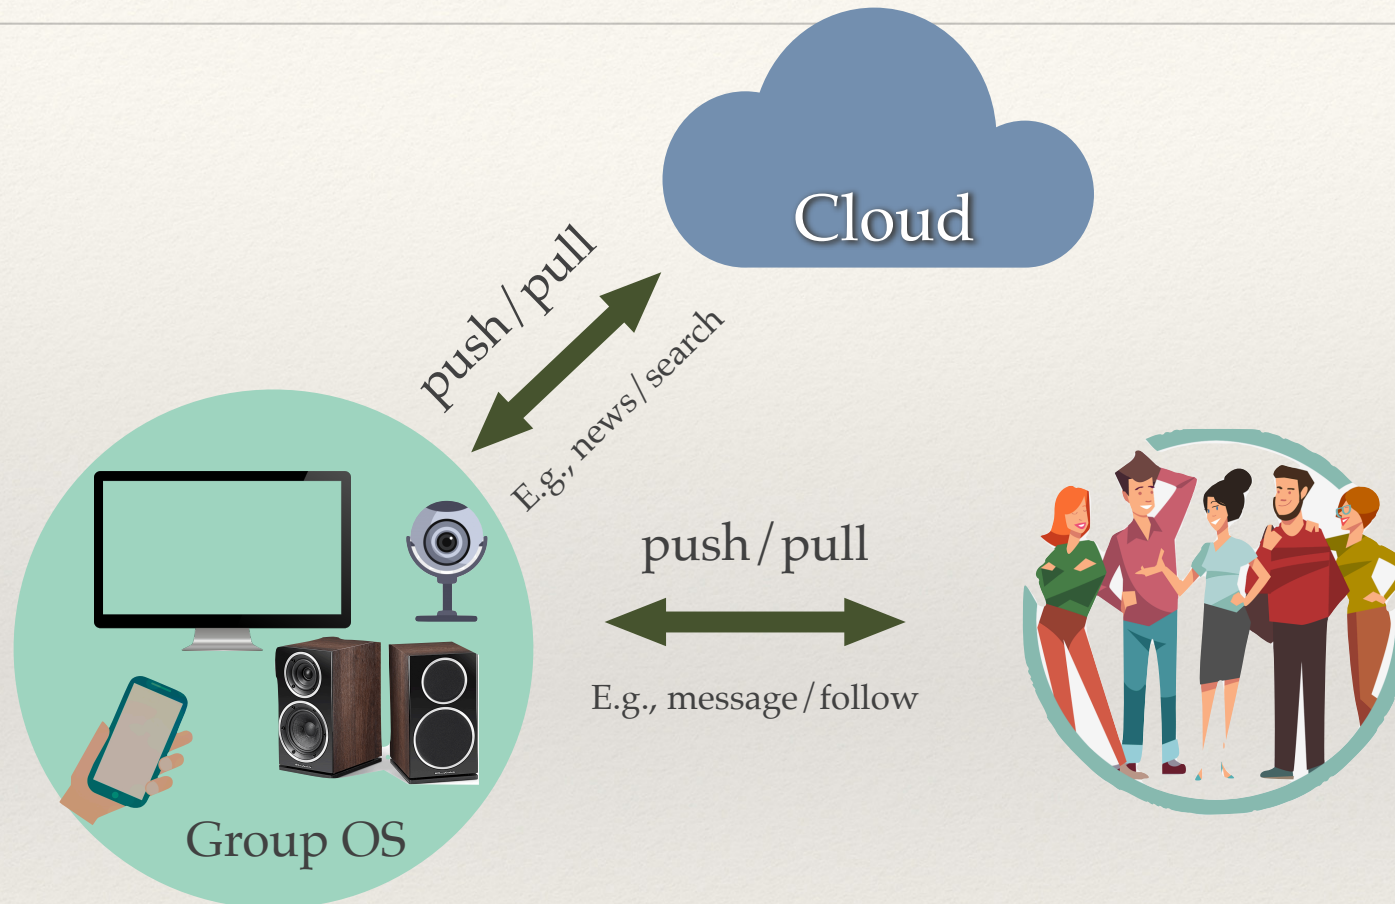 Cloud
push/pull
E.g., news/search
push/pull
E.g., message/follow
Group OS